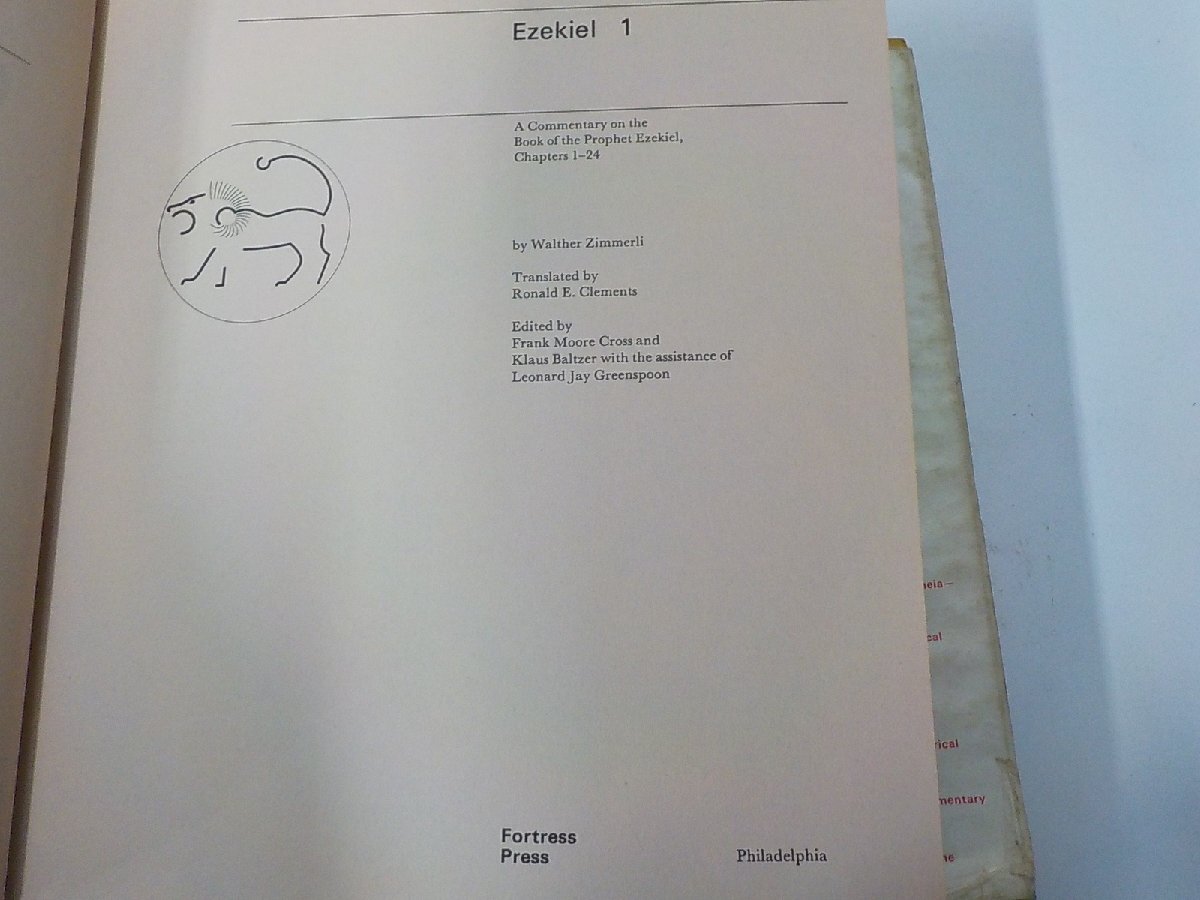 Ezekiel 1
A Commentary on the
Book of the Prophet Ezekiel,
Chapters 1–24
by Walther Zimmerli
Translated by
Ronald E. Clements
Edited by
Frank Moore Cross and
Klaus Baltzer with the assistance of
Leonard Jay Greenspoon
Fortress
Press
Philadelphia